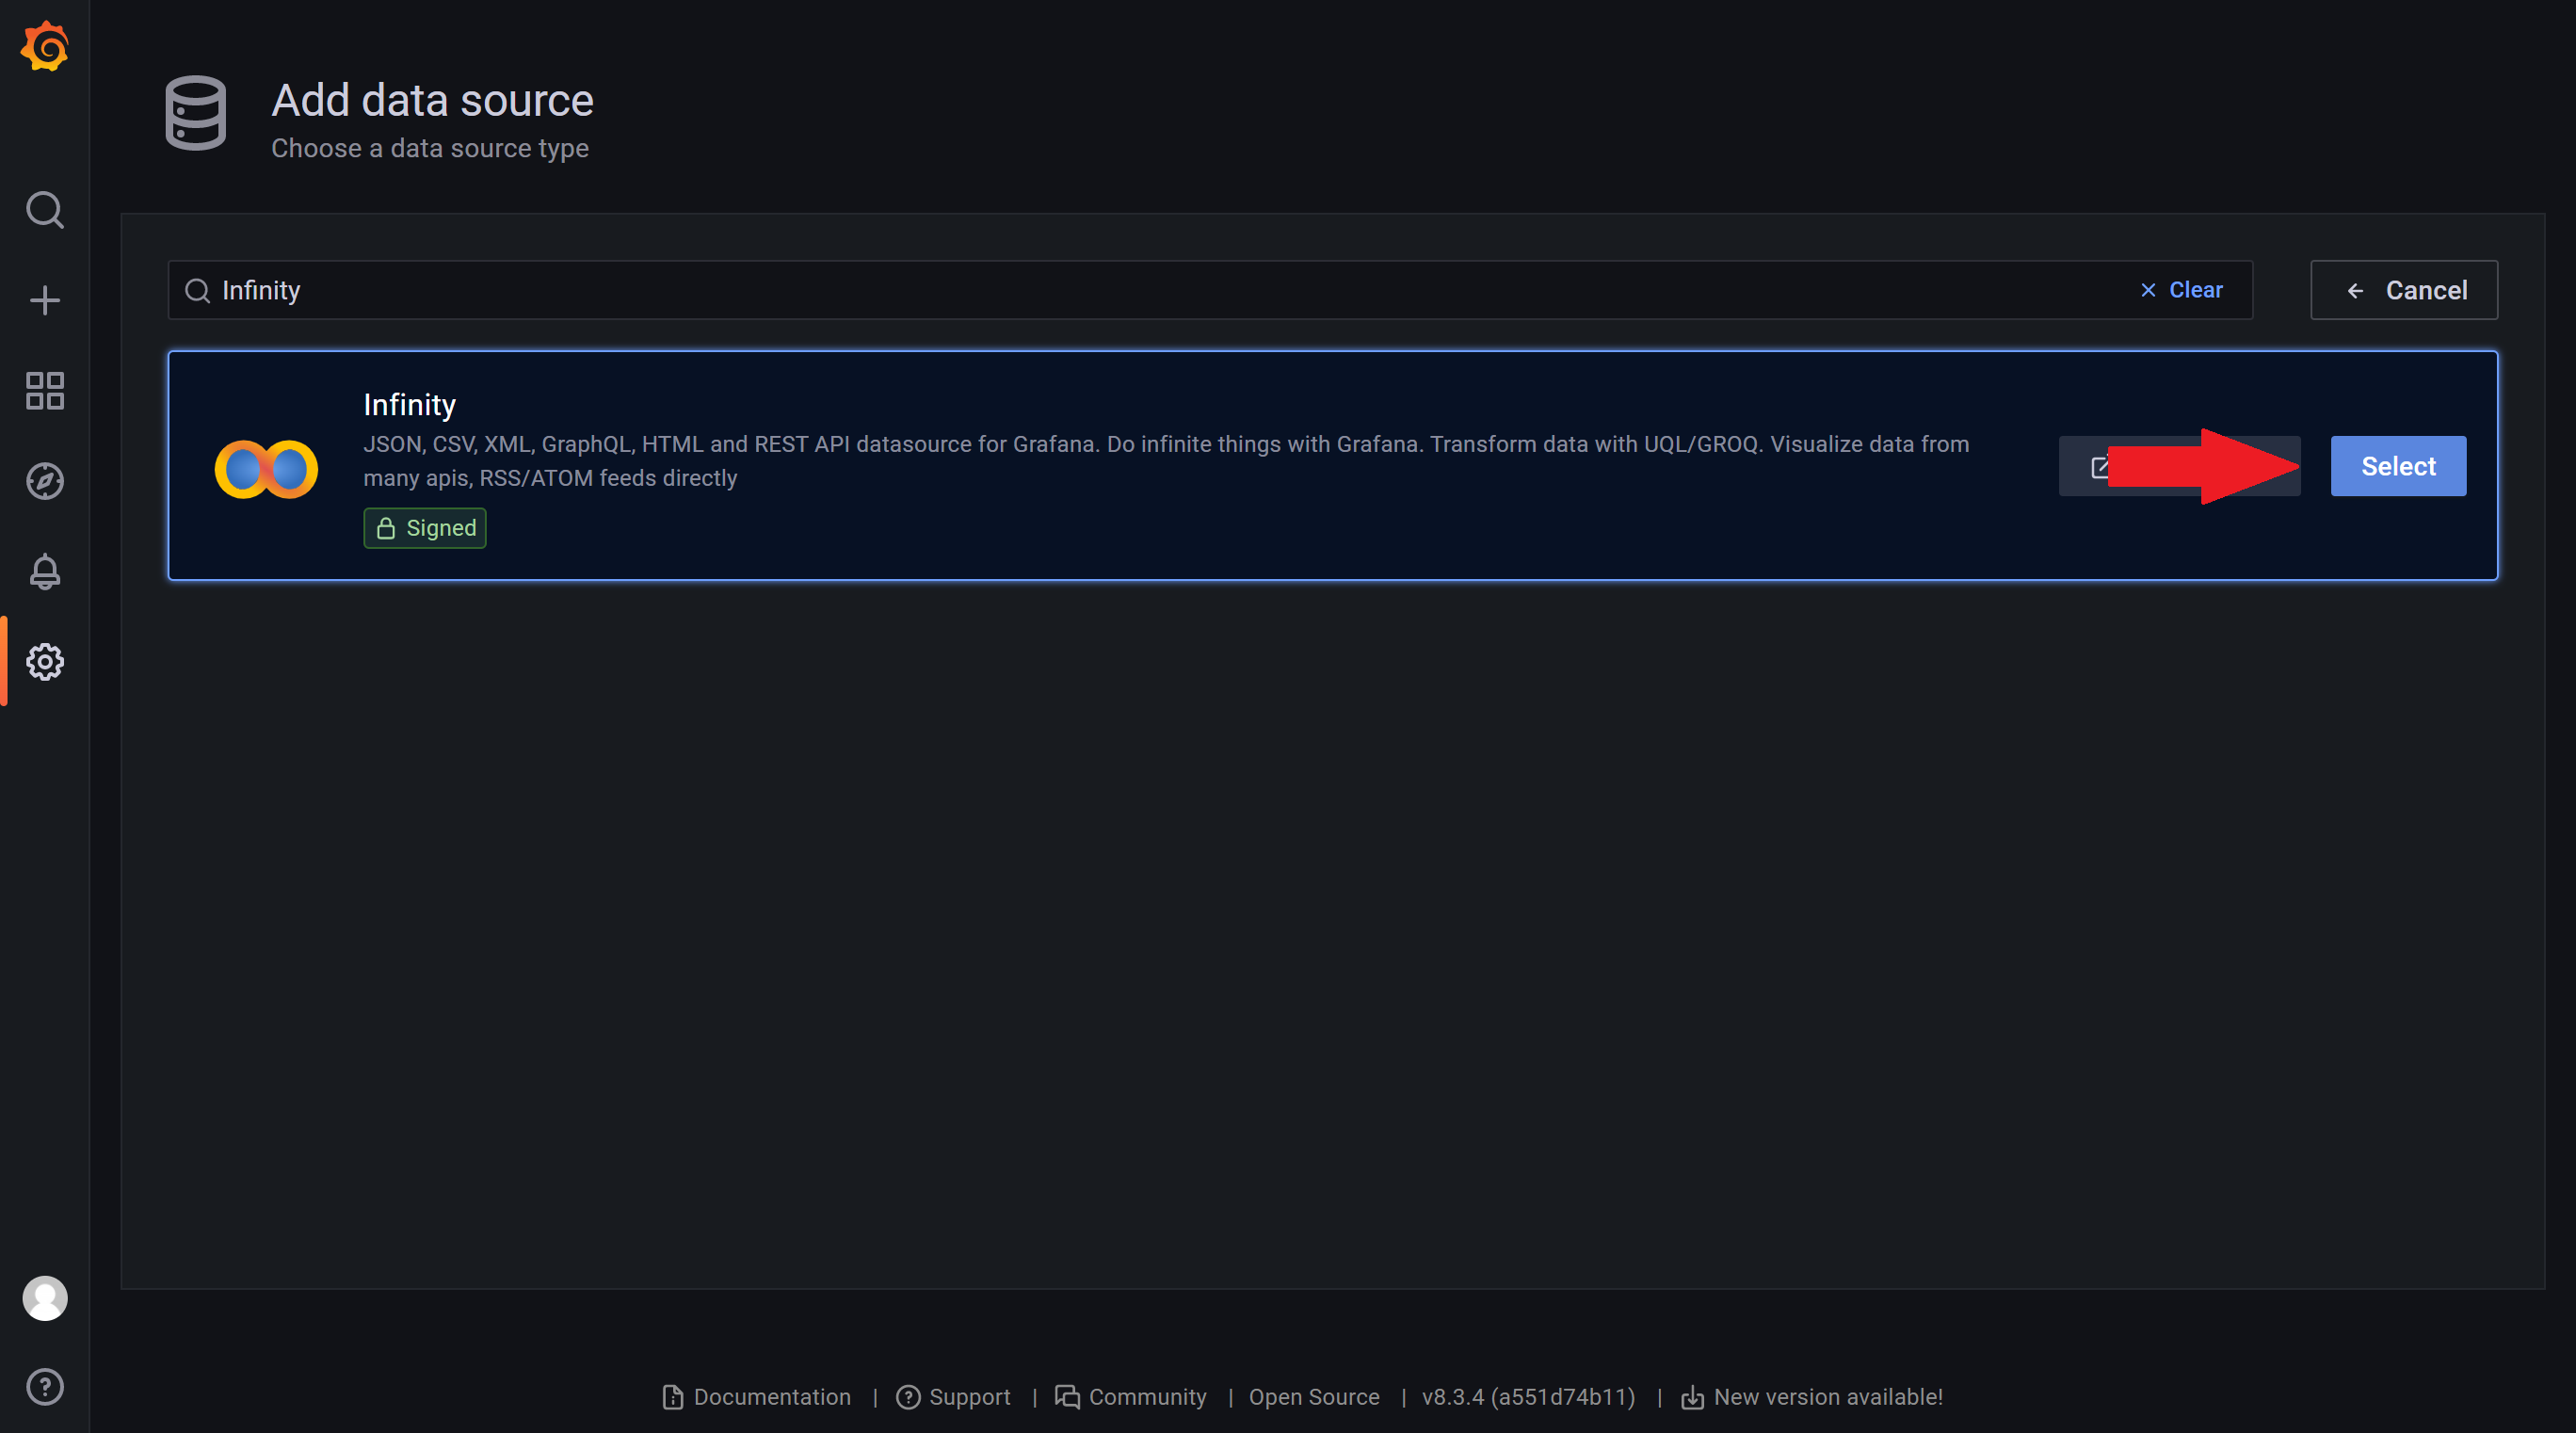 Add data source
Choose a data source type
Infinity
Clear
Cancel
Infinity
JSON, CSV, XML, GraphQL, HTML and REST API datasource for Grafana. Do infinite things with Grafana. Transform data with UQL/GROQ. Visualize data from
many apis, RSS/ATOM feeds directly
Signed
Select
Documentation | Support | Community | Open Source | v8.3.4 (a551d74b11) | New version available!